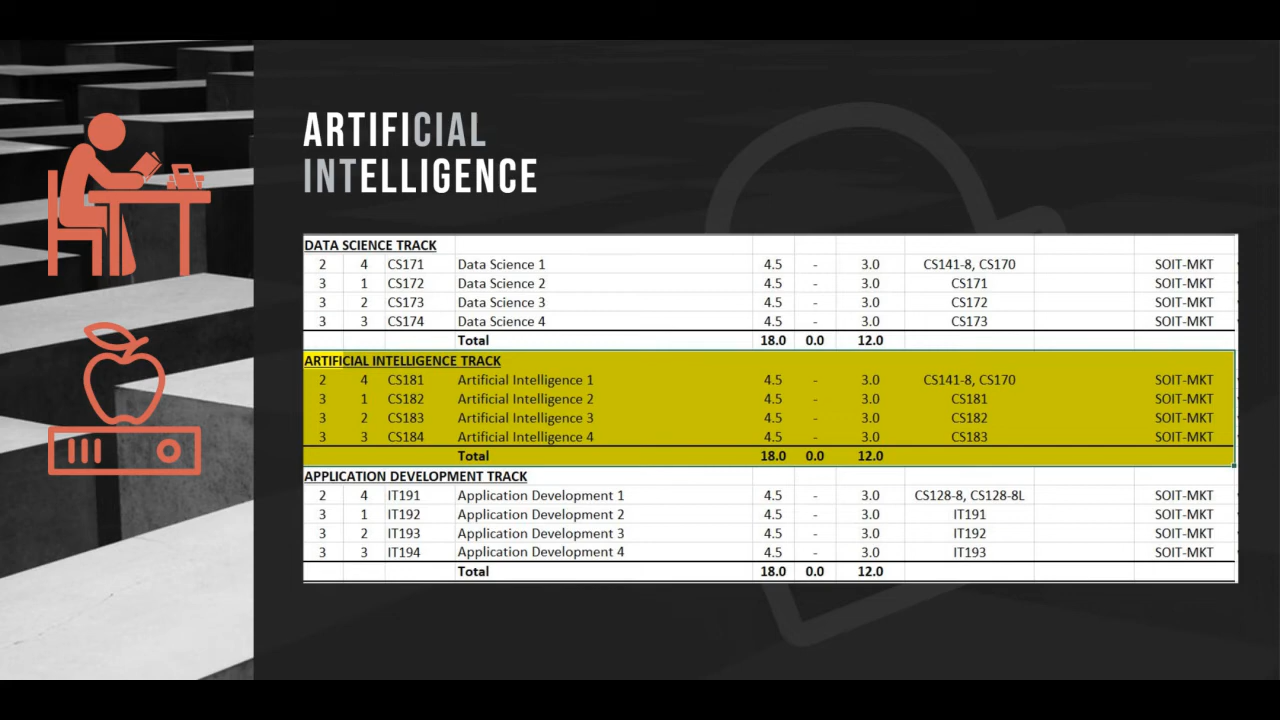 ARTIFICIAL
INTELLIGENCE
DATA SCIENCE TRACK
2 4 CS171 Data Science 1 4.5 - 3.0 CS141-8, CS170 SOIT-MKT
3 1 CS172 Data Science 2 4.5 - 3.0 CS171 SOIT-MKT
3 2 CS173 Data Science 3 4.5 - 3.0 CS172 SOIT-MKT
3 3 CS174 Data Science 4 4.5 - 3.0 CS173 SOIT-MKT
Total 18.0 0.0 12.0
ARTIFICIAL INTELLIGENCE TRACK
2 4 CS181 Artificial Intelligence 1 4.5 - 3.0 CS141-8, CS170 SOIT-MKT
3 1 CS182 Artificial Intelligence 2 4.5 - 3.0 CS181 SOIT-MKT
3 2 CS183 Artificial Intelligence 3 4.5 - 3.0 CS182 SOIT-MKT
3 3 CS184 Artificial Intelligence 4 4.5 - 3.0 CS183 SOIT-MKT
Total 18.0 0.0 12.0
APPLICATION DEVELOPMENT TRACK
2 4 IT191 Application Development 1 4.5 - 3.0 CS128-8, CS128-8L SOIT-MKT
3 1 IT192 Application Development 2 4.5 - 3.0 IT191 SOIT-MKT
3 2 IT193 Application Development 3 4.5 - 3.0 IT192 SOIT-MKT
3 3 IT194 Application Development 4 4.5 - 3.0 IT193 SOIT-MKT
Total 18.0 0.0 12.0